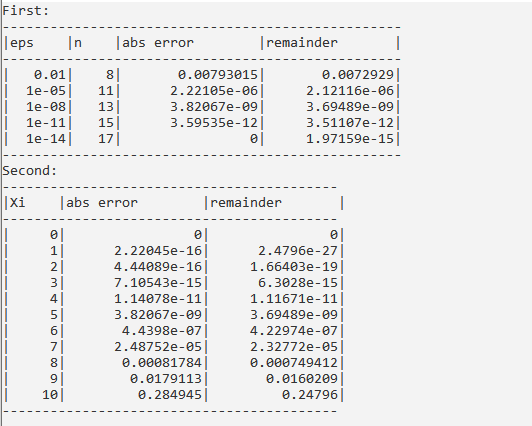 First:
--------------------------------------------------
|eps    |n    |abs error        |remainder       |
--------------------------------------------------
|   0.01|    8|       0.00793015|       0.0072929|
|  1e-05|   11|      2.22105e-06|     2.12116e-06|
|  1e-08|   13|      3.82067e-09|     3.69489e-09|
|  1e-11|   15|      3.59535e-12|     3.51107e-12|
|  1e-14|   17|                0|     1.97159e-15|
--------------------------------------------------
Second:
------------------------------------------
|Xi    |abs error        |remainder       |
------------------------------------------
|     0|                0|               0|
|     1|      2.22045e-16|      2.4796e-27|
|     2|      4.44089e-16|     1.66403e-19|
|     3|      7.10543e-15|      6.3028e-15|
|     4|      1.14078e-11|     1.11671e-11|
|     5|      3.82067e-09|     3.69489e-09|
|     6|       4.4398e-07|     4.22974e-07|
|     7|      2.48752e-05|     2.32772e-05|
|     8|       0.00081784|     0.000749412|
|     9|        0.0179113|       0.0160209|
|    10|         0.284945|         0.24796|
------------------------------------------